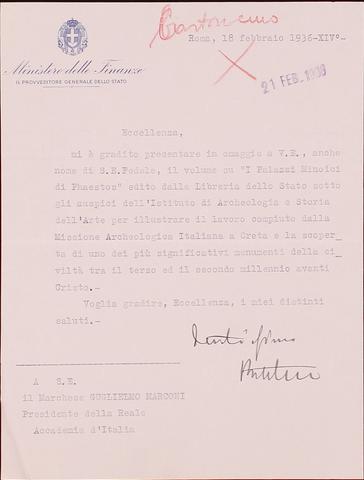 Cartoncino
Roma, 18 febbraio 1936-XIV°-
21 FEB. 1936
Ministero delle Finanze
IL PROVVEDITORE GENERALE DELLO STATO
Eccellenza,
mi è gradito presentare in omaggio a V.E., anche
nome di S.E.Pedale, il volume su "I Palazzi Minoici
di Phaestos" edito dalla Libreria dello Stato sotto
gli auspici dell'Istituto di Archeologia e Storia
dell'Arte per illustrare il lavoro compiuto dalla
Missione Archeologica Italiana a Creta e la scoper-
ta di uno dei più significativi monumenti della ci-
viltà tra il terzo ed il secondo millennio avanti
Cristo.-
Voglia gradire, Eccellenza, i miei distinti
saluti.-
A S.E.
il Marchese GUGLIELMO MARCONI
Presidente della Reale
Accademia d'Italia